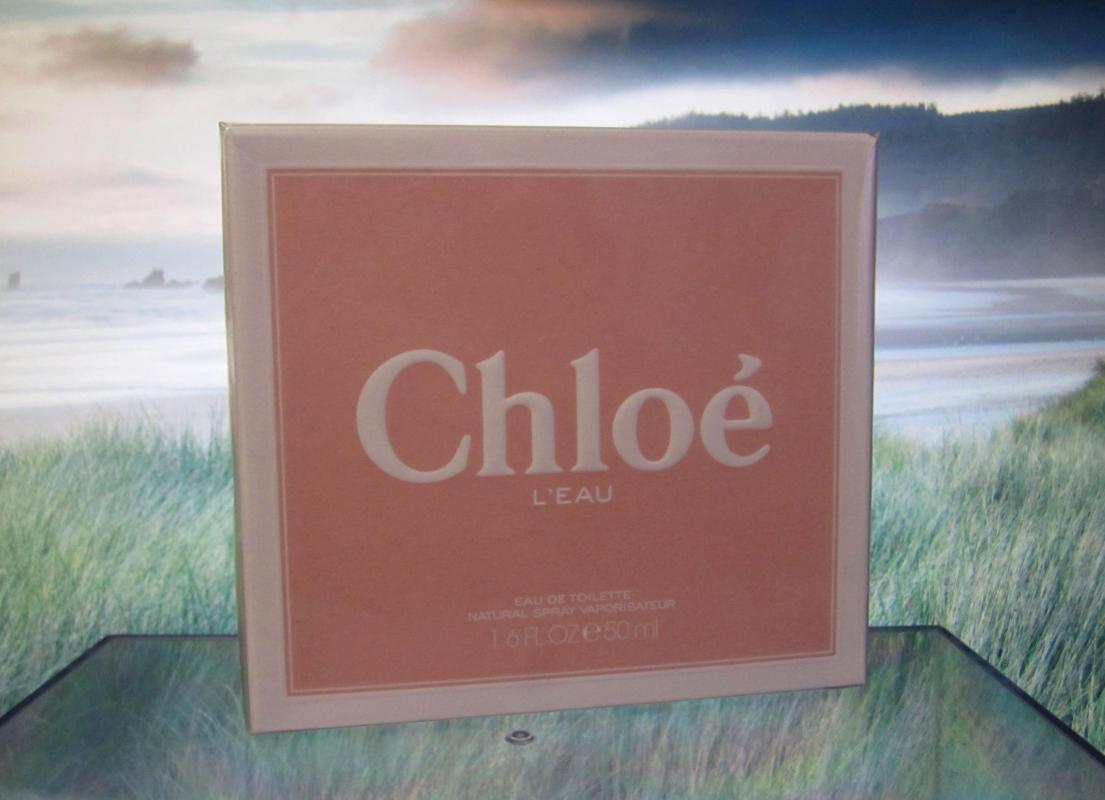 Chloé
L'EAU
EAU DE TOILETTE
NATURAL SPRAY VAPORISATEUR
1.6 FL. OZ ℮ 50 ml